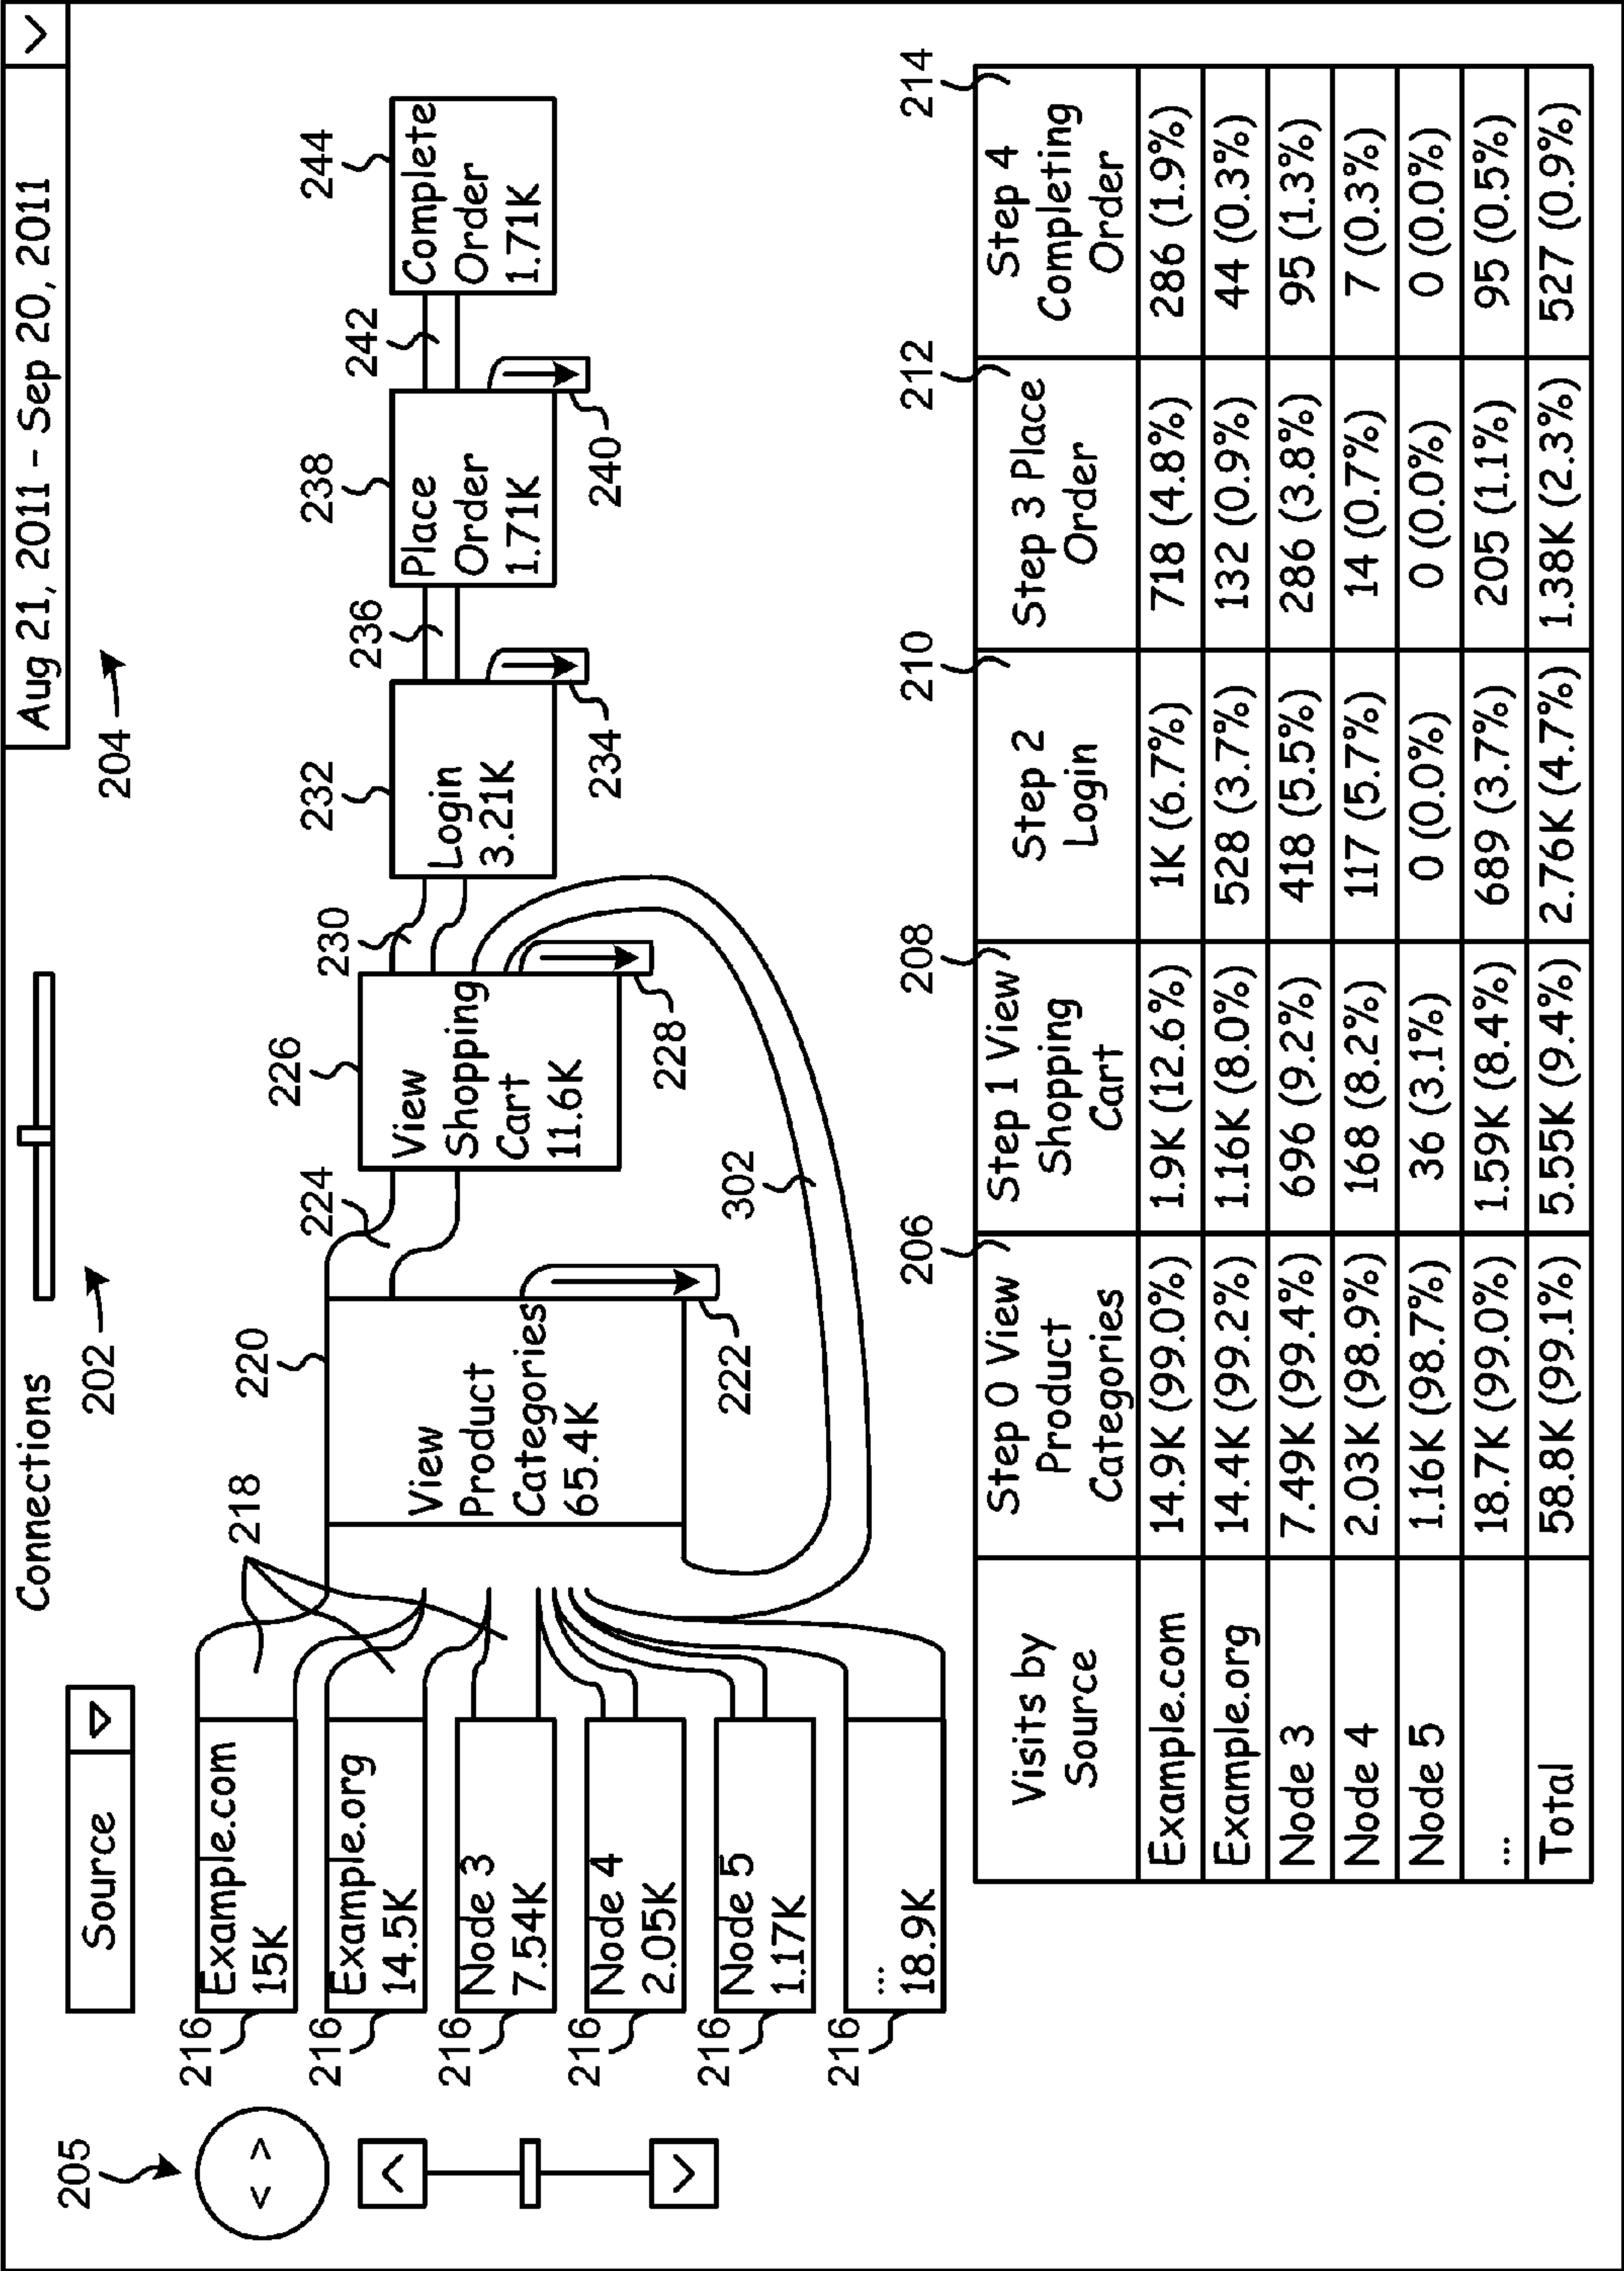 Connections
Aug 21, 2011 - Sep 20, 2011
202
204
205
Source
< >
216
Example.com
15K
216
Example.org
14.5K
216
Node 3
7.54K
216
Node 4
2.05K
216
Node 5
1.17K
216
...
18.9K
218
220
View
Product
Categories
65.4K
222
224
226
View
Shopping
Cart
11.6K
228
302
230
232
Login
3.21K
234
236
238
Place
Order
1.71K
240
242
244
Complete
Order
1.71K
206
208
210
212
214
Visits by
Source
Step 0 View
Product
Categories
Step 1 View
Shopping
Cart
Step 2
Login
Step 3 Place
Order
Step 4
Completing
Order
Example.com 14.9K (99.0%) 1.9K (12.6%) 1K (6.7%) 718 (4.8%) 286 (1.9%)
Example.org 14.4K (99.2%) 1.16K (8.0%) 528 (3.7%) 132 (0.9%) 44 (0.3%)
Node 3 7.49K (99.4%) 696 (9.2%) 418 (5.5%) 286 (3.8%) 95 (1.3%)
Node 4 2.03K (98.9%) 168 (8.2%) 117 (5.7%) 14 (0.7%) 7 (0.3%)
Node 5 1.16K (98.7%) 36 (3.1%) 0 (0.0%) 0 (0.0%) 0 (0.0%)
... 18.7K (99.0%) 1.59K (8.4%) 689 (3.7%) 205 (1.1%) 95 (0.5%)
Total 58.8K (99.1%) 5.55K (9.4%) 2.76K (4.7%) 1.38K (2.3%) 527 (0.9%)